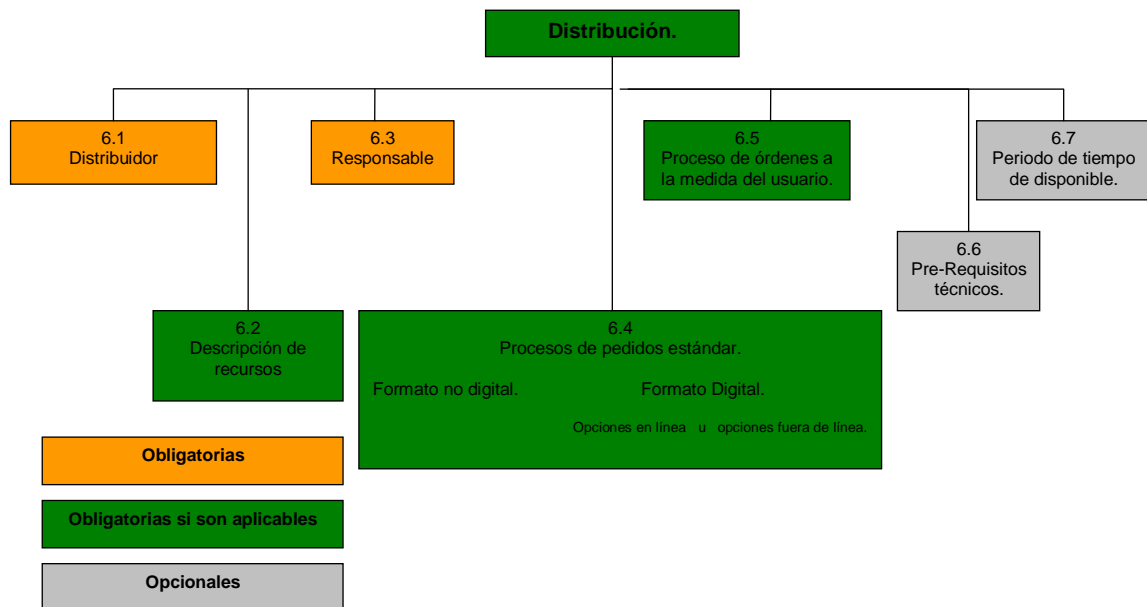 Distribución.
6.1
Distribuidor
6.3
Responsable
6.5
Proceso de órdenes a
la medida del usuario.
6.7
Periodo de tiempo
de disponible.
6.6
Pre-Requisitos
técnicos.
6.2
Descripción de
recursos
6.4
Procesos de pedidos estándar.
Formato no digital. Formato Digital.
Opciones en línea u opciones fuera de línea.
Obligatorias
Obligatorias si son aplicables
Opcionales